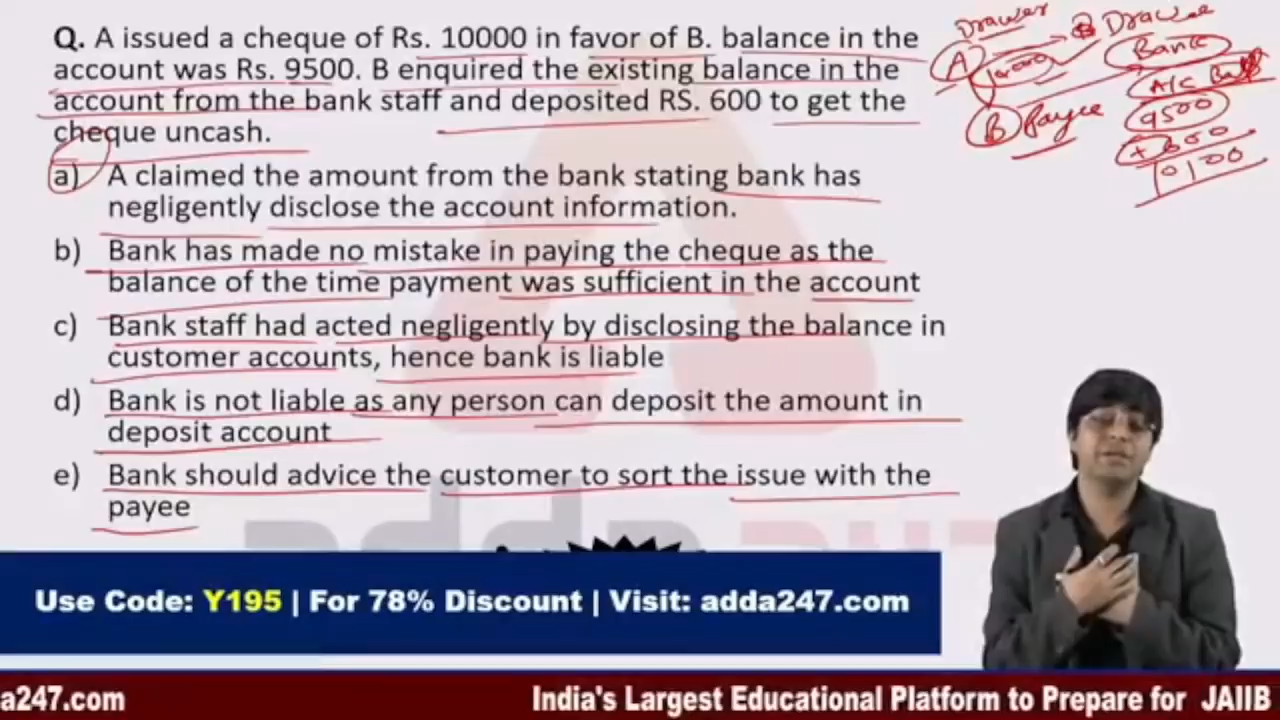 Q. A issued a cheque of Rs. 10000 in favor of B. balance in the
account was Rs. 9500. B enquired the existing balance in the
account from the bank staff and deposited RS. 600 to get the
cheque uncash.
a) A claimed the amount from the bank stating bank has
negligently disclose the account information.
b) Bank has made no mistake in paying the cheque as the
balance of the time payment was sufficient in the account
c) Bank staff had acted negligently by disclosing the balance in
customer accounts, hence bank is liable
d) Bank is not liable as any person can deposit the amount in
deposit account
e) Bank should advice the customer to sort the issue with the
payee
Drawer
B Drawee
A
Bank
A/C
B Payee
9500
+ 600
10100
Use Code: Y195 | For 78% Discount | Visit: adda247.com
a247.com
India's Largest Educational Platform to Prepare for JAIIB